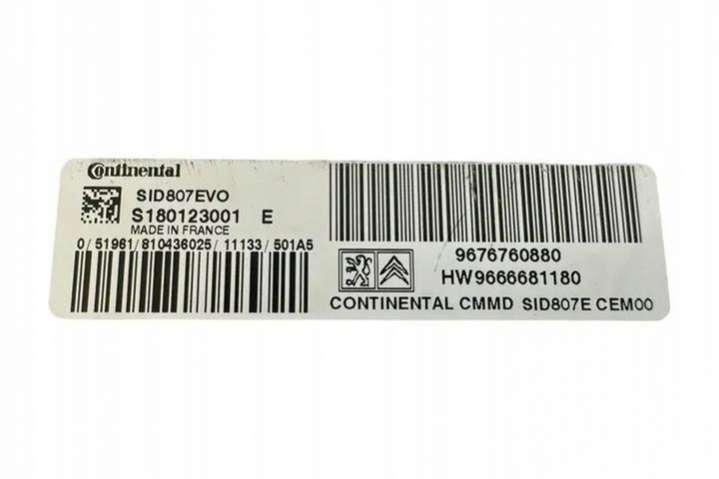 Continental
SID807EVO
S180123001 E
MADE IN FRANCE
0/51961/810436025/11133/501A5
9676760880
HW9666681180
CONTINENTAL CMMD SID807E CEM00